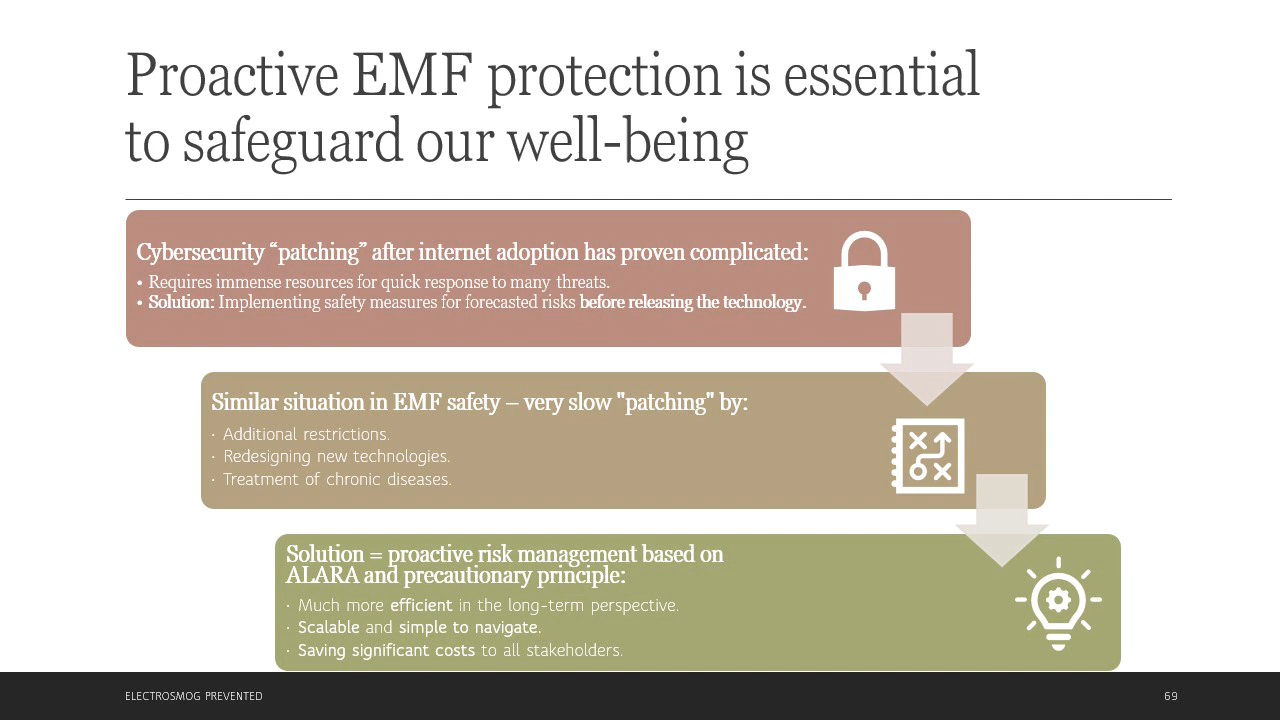 Proactive EMF protection is essential
to safeguard our well-being
Cybersecurity “patching” after internet adoption has proven complicated:
• Requires immense resources for quick response to many threats.
• Solution: Implementing safety measures for forecasted risks before releasing the technology.
Similar situation in EMF safety – very slow "patching" by:
· Additional restrictions.
· Redesigning new technologies.
· Treatment of chronic diseases.
Solution = proactive risk management based on
ALARA and precautionary principle:
· Much more efficient in the long-term perspective.
· Scalable and simple to navigate.
· Saving significant costs to all stakeholders.
ELECTROSMOG PREVENTED
69